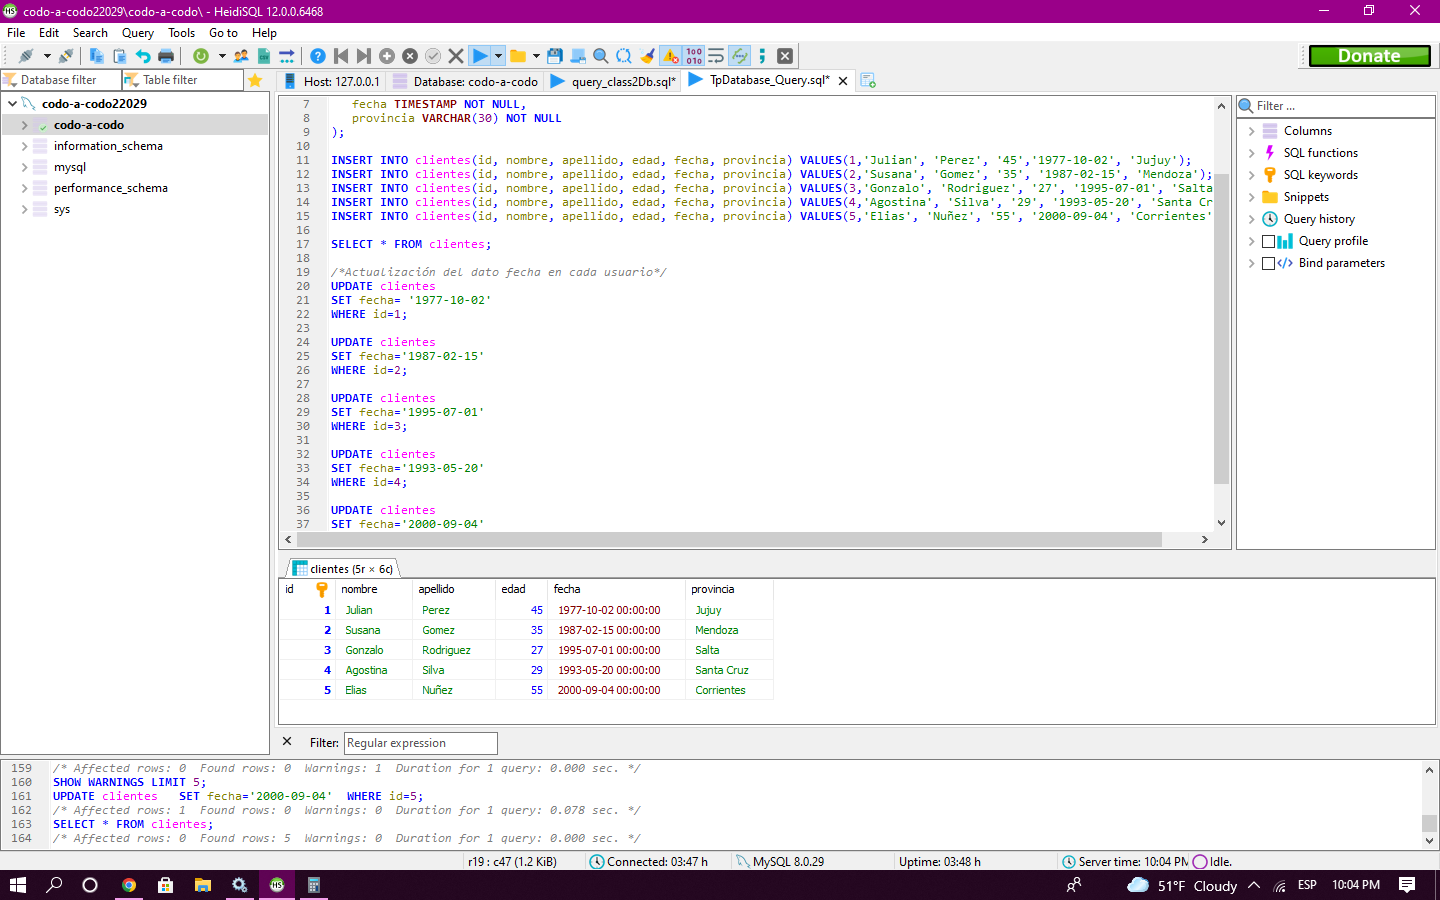 codo-a-codo22029\codo-a-codo\ - HeidiSQL 12.0.0.6468
File Edit Search Query Tools Go to Help
Donate
Database filter Table filter
Host: 127.0.0.1 Database: codo-a-codo query_class2Db.sql* TpDatabase_Query.sql*
codo-a-codo22029
codo-a-codo
information_schema
mysql
performance_schema
sys
7 fecha TIMESTAMP NOT NULL,
8 provincia VARCHAR(30) NOT NULL
9 );
10
11 INSERT INTO clientes(id, nombre, apellido, edad, fecha, provincia) VALUES(1,'Julian', 'Perez', '45','1977-10-02', 'Jujuy');
12 INSERT INTO clientes(id, nombre, apellido, edad, fecha, provincia) VALUES(2,'Susana', 'Gomez', '35', '1987-02-15', 'Mendoza');
13 INSERT INTO clientes(id, nombre, apellido, edad, fecha, provincia) VALUES(3,'Gonzalo', 'Rodriguez', '27', '1995-07-01', 'Salta
14 INSERT INTO clientes(id, nombre, apellido, edad, fecha, provincia) VALUES(4,'Agostina', 'Silva', '29', '1993-05-20', 'Santa Cr
15 INSERT INTO clientes(id, nombre, apellido, edad, fecha, provincia) VALUES(5,'Elias', 'Nuñez', '55', '2000-09-04', 'Corrientes'
16
17 SELECT * FROM clientes;
18
19 /*Actualización del dato fecha en cada usuario*/
20 UPDATE clientes
21 SET fecha= '1977-10-02'
22 WHERE id=1;
23
24 UPDATE clientes
25 SET fecha='1987-02-15'
26 WHERE id=2;
27
28 UPDATE clientes
29 SET fecha='1995-07-01'
30 WHERE id=3;
31
32 UPDATE clientes
33 SET fecha='1993-05-20'
34 WHERE id=4;
35
36 UPDATE clientes
37 SET fecha='2000-09-04'
Filter ...
Columns
SQL functions
SQL keywords
Snippets
Query history
Query profile
Bind parameters
clientes (5r × 6c)
id nombre apellido edad fecha provincia
1 Julian Perez 45 1977-10-02 00:00:00 Jujuy
2 Susana Gomez 35 1987-02-15 00:00:00 Mendoza
3 Gonzalo Rodriguez 27 1995-07-01 00:00:00 Salta
4 Agostina Silva 29 1993-05-20 00:00:00 Santa Cruz
5 Elias Nuñez 55 2000-09-04 00:00:00 Corrientes
Filter: Regular expression
159 /* Affected rows: 0 Found rows: 0 Warnings: 1 Duration for 1 query: 0.000 sec. */
160 SHOW WARNINGS LIMIT 5;
161 UPDATE clientes SET fecha='2000-09-04' WHERE id=5;
162 /* Affected rows: 1 Found rows: 0 Warnings: 0 Duration for 1 query: 0.078 sec. */
163 SELECT * FROM clientes;
164 /* Affected rows: 0 Found rows: 5 Warnings: 0 Duration for 1 query: 0.000 sec. */
r19 : c47 (1.2 KiB) Connected: 03:47 h MySQL 8.0.29 Uptime: 03:48 h Server time: 10:04 PM Idle.
HS 51°F Cloudy ESP 10:04 PM